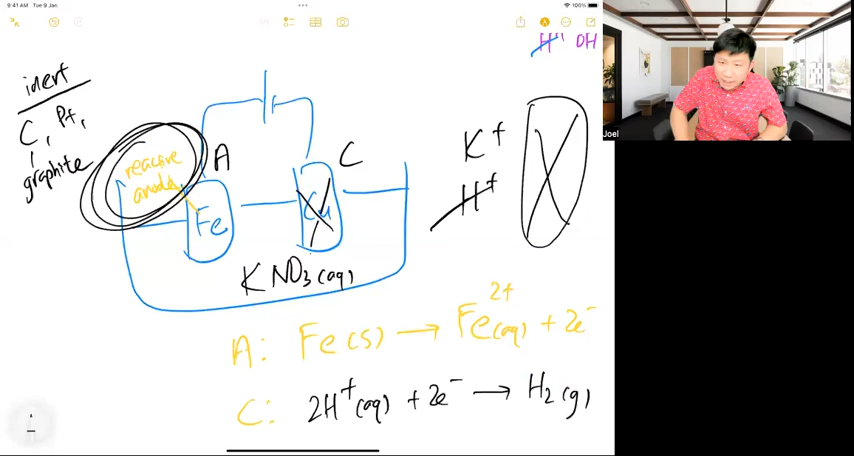 9:41 AM Tue 9 Jan
100%
H⁺ OH
inert
C, Pt,
graphite
reactive
anode
A
C
Fe
Cu
KNO₃(aq)
K⁺
H⁺
Joel
A: Fe(s) → Fe²⁺(aq) + 2e⁻
C: 2H⁺(aq) + 2e⁻ → H₂(g)